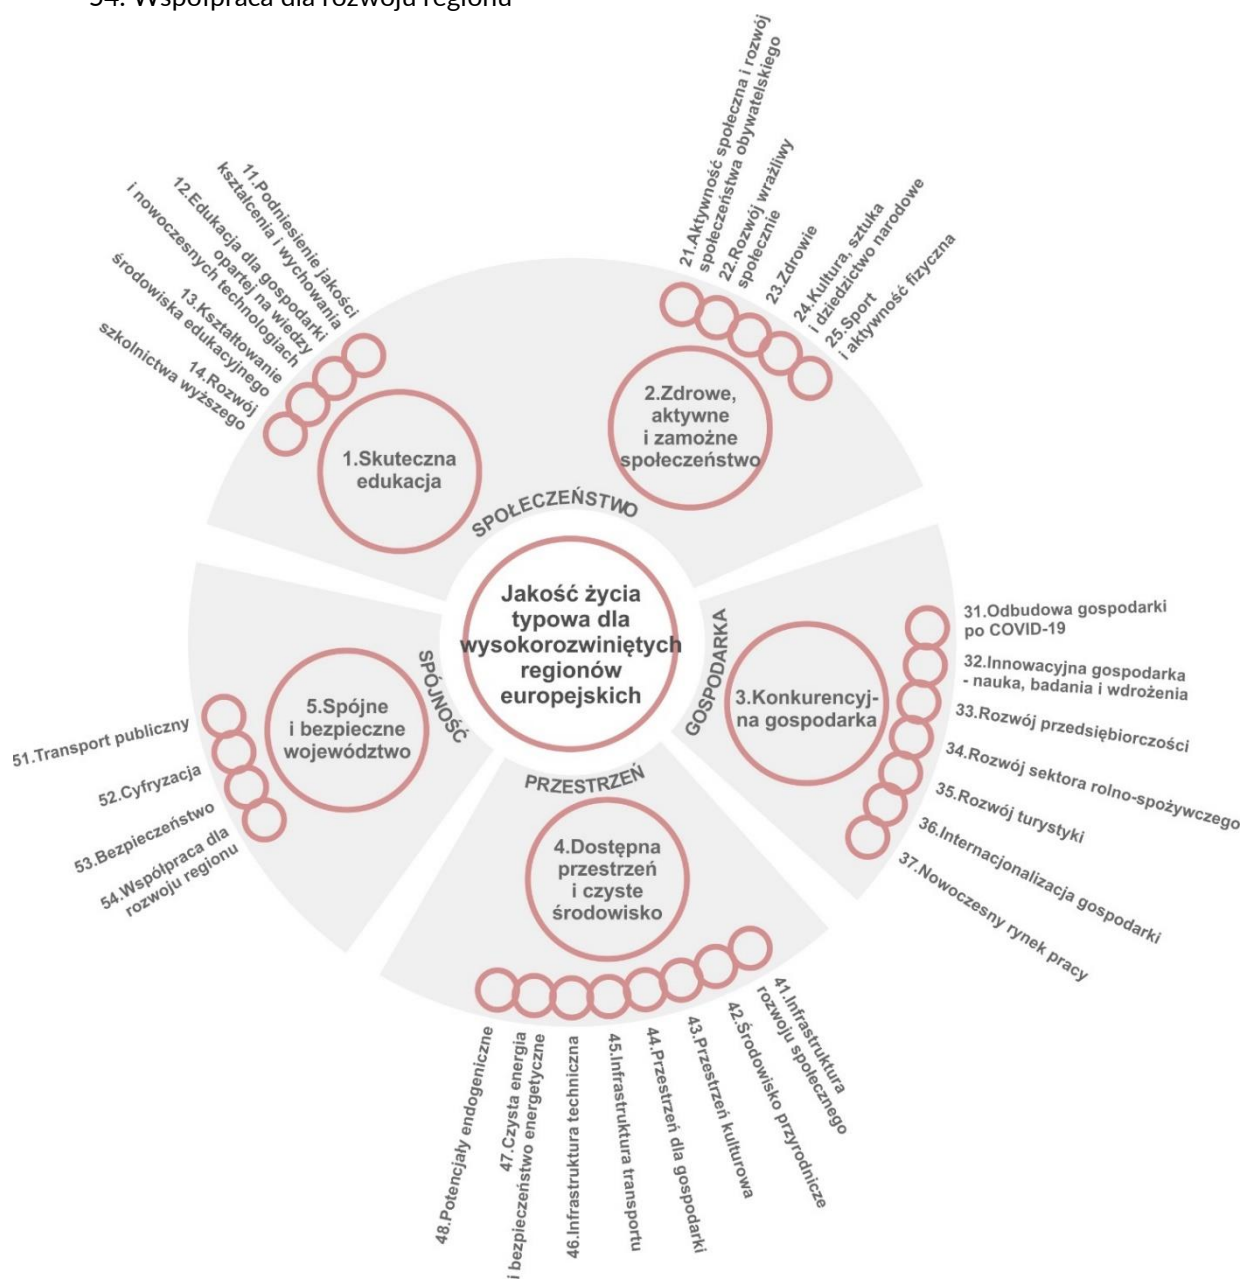 54. Współpraca dla rozwoju regionu
11.Podniesienie jakości
kształcenia i wychowania
12.Edukacja dla gospodarki
opartej na wiedzy
i nowoczesnych technologiach
13.Kształtowanie
środowiska edukacyjnego
14.Rozwój
szkolnictwa wyższego
21.Aktywność społeczna i rozwój
społeczeństwa obywatelskiego
22.Rozwój wrażliwy
społecznie
23.Zdrowie
24.Kultura, sztuka
i dziedzictwo narodowe
25.Sport
i aktywność fizyczna
1.Skuteczna
edukacja
2.Zdrowe,
aktywne
i zamożne
społeczeństwo
SPOŁECZEŃSTWO
Jakość życia
typowa dla
wysokorozwiniętych
regionów
europejskich
GOSPODARKA
3.Konkurencyj-
na gospodarka
31.Odbudowa gospodarki
po COVID-19
32.Innowacyjna gospodarka
- nauka, badania i wdrożenia
33.Rozwój przedsiębiorczości
34.Rozwój sektora rolno-spożywczego
35.Rozwój turystyki
36.Internacjonalizacja gospodarki
37.Nowoczesny rynek pracy
SPÓJNOŚĆ
5.Spójne
i bezpieczne
województwo
51.Transport publiczny
52.Cyfryzacja
53.Bezpieczeństwo
54.Współpraca dla
rozwoju regionu
PRZESTRZEŃ
4.Dostępna
przestrzeń
i czyste
środowisko
41.Infrastruktura
rozwoju społecznego
42.Środowisko przyrodnicze
43.Przestrzeń kulturowa
44.Przestrzeń dla gospodarki
45.Infrastruktura transportu
46.Infrastruktura techniczna
47.Czysta energia
i bezpieczeństwo energetyczne
48.Potencjały endogeniczne